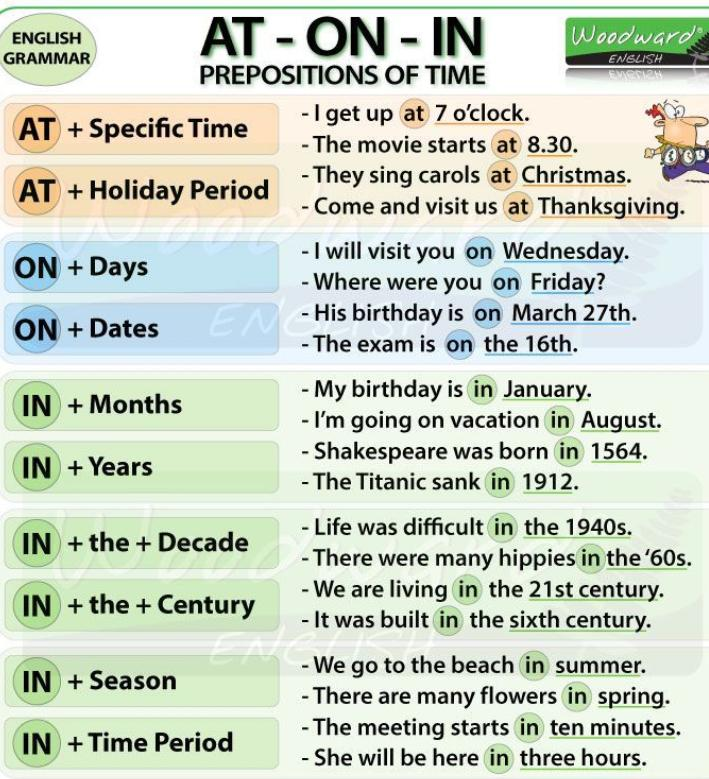 ENGLISH
GRAMMAR
AT - ON - IN
PREPOSITIONS OF TIME
Woodward®
ENGLISH
AT + Specific Time
- I get up at 7 o'clock.
- The movie starts at 8.30.
AT + Holiday Period
- They sing carols at Christmas.
- Come and visit us at Thanksgiving.
ON + Days
- I will visit you on Wednesday.
- Where were you on Friday?
ON + Dates
- His birthday is on March 27th.
- The exam is on the 16th.
IN + Months
- My birthday is in January.
- I'm going on vacation in August.
IN + Years
- Shakespeare was born in 1564.
- The Titanic sank in 1912.
IN + the + Decade
- Life was difficult in the 1940s.
- There were many hippies in the '60s.
IN + the + Century
- We are living in the 21st century.
- It was built in the sixth century.
IN + Season
- We go to the beach in summer.
- There are many flowers in spring.
IN + Time Period
- The meeting starts in ten minutes.
- She will be here in three hours.
Woodward
ENGLISH
Woodward
ENGLISH